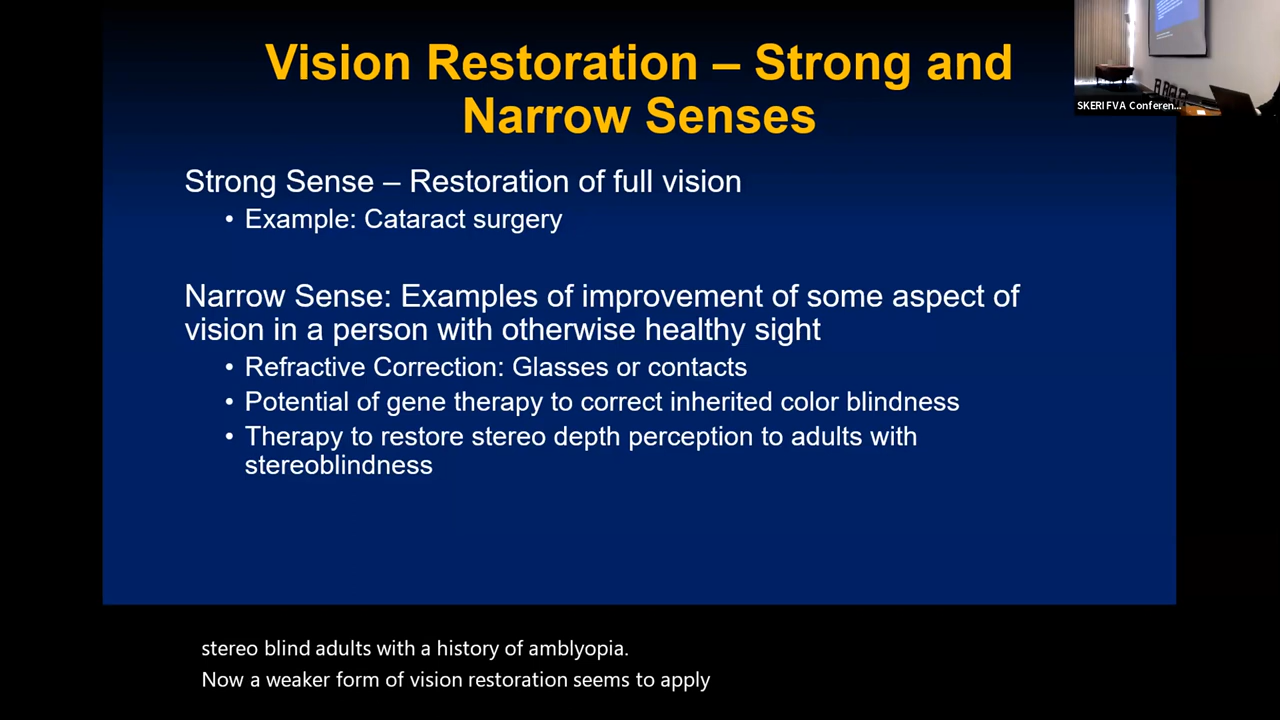 Vision Restoration – Strong and
Narrow Senses
SKERI FVA Conferen...
Strong Sense – Restoration of full vision
• Example: Cataract surgery
Narrow Sense: Examples of improvement of some aspect of
vision in a person with otherwise healthy sight
• Refractive Correction: Glasses or contacts
• Potential of gene therapy to correct inherited color blindness
• Therapy to restore stereo depth perception to adults with
stereoblindness
stereo blind adults with a history of amblyopia.
Now a weaker form of vision restoration seems to apply